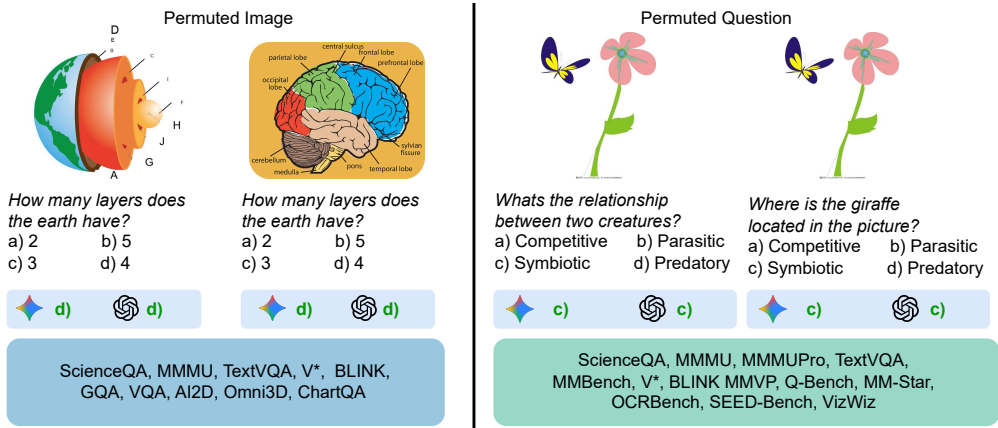 Permuted Image
D
E
B
C
I
F
H
J
G
A
central sulcus
frontal lobe
parietal lobe
prefrontal lobe
occipital
lobe
sylvian
fissure
cerebellum
pons
temporal lobe
medulla
How many layers does
the earth have?
a) 2 b) 5
c) 3 d) 4
How many layers does
the earth have?
a) 2 b) 5
c) 3 d) 4
d) d)
d) d)
ScienceQA, MMMU, TextVQA, V*, BLINK,
GQA, VQA, AI2D, Omni3D, ChartQA
Permuted Question
Whats the relationship
between two creatures?
a) Competitive b) Parasitic
c) Symbiotic d) Predatory
Where is the giraffe
located in the picture?
a) Competitive b) Parasitic
c) Symbiotic d) Predatory
c) c)
c) c)
ScienceQA, MMMU, MMMUPro, TextVQA,
MMBench, V*, BLINK MMVP, Q-Bench, MM-Star,
OCRBench, SEED-Bench, VizWiz